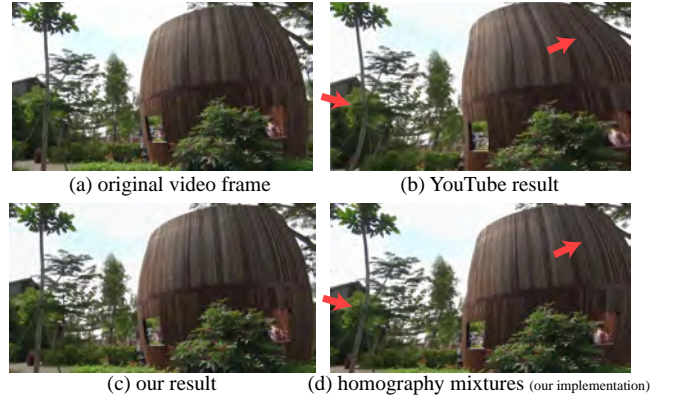 (a) original video frame
(b) YouTube result
(c) our result
(d) homography mixtures (our implementation)